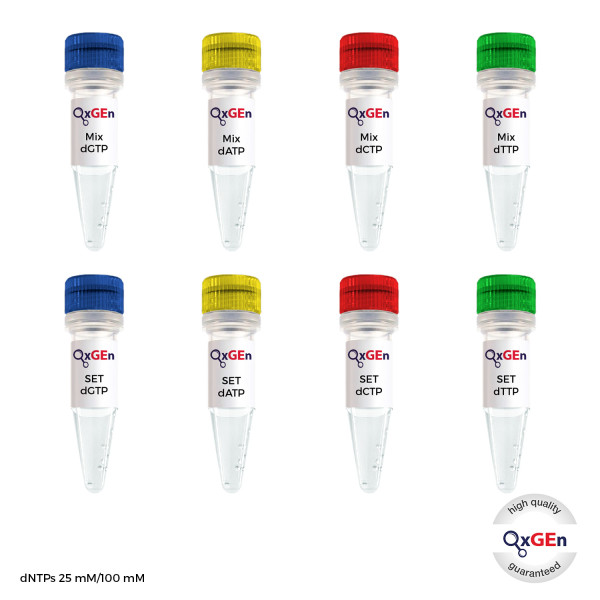 QxGEn
Mix
dGTP
QxGEn
Mix
dATP
QxGEn
Mix
dCTP
QxGEn
Mix
dTTP
QxGEn
SET
dGTP
QxGEn
SET
dATP
QxGEn
SET
dCTP
QxGEn
SET
dTTP
high quality
QxGEn
guaranteed
dNTPs 25 mM/100 mM